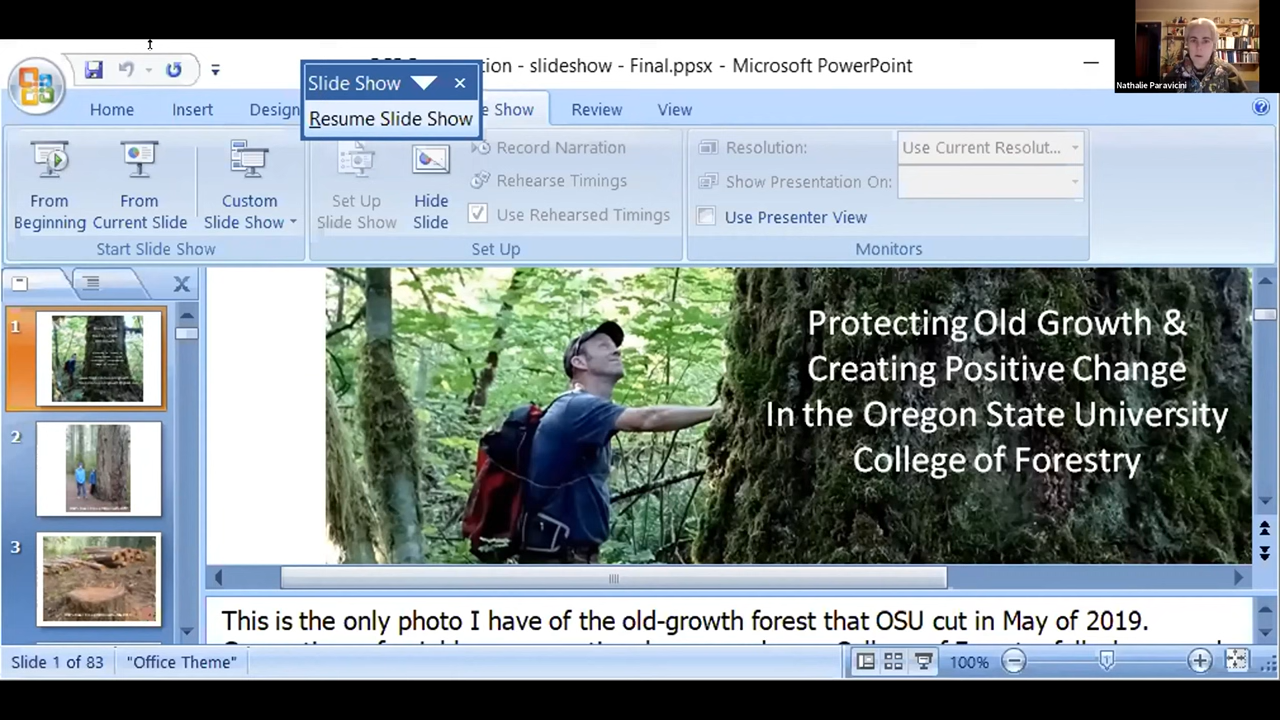 Nathalie Paravicini
tion - slideshow - Final.ppsx - Microsoft PowerPoint
Slide Show
Resume Slide Show
Home
Insert
Design
e Show
Review
View
From
Beginning
From
Current Slide
Custom
Slide Show
Start Slide Show
Set Up
Slide Show
Hide
Slide
Record Narration
Rehearse Timings
Use Rehearsed Timings
Set Up
Resolution:
Use Current Resolut...
Show Presentation On:
Use Presenter View
Monitors
1
2
3
Protecting Old Growth &
Creating Positive Change
In the Oregon State University
College of Forestry
This is the only photo I have of the old-growth forest that OSU cut in May of 2019.
Slide 1 of 83
"Office Theme"
100%